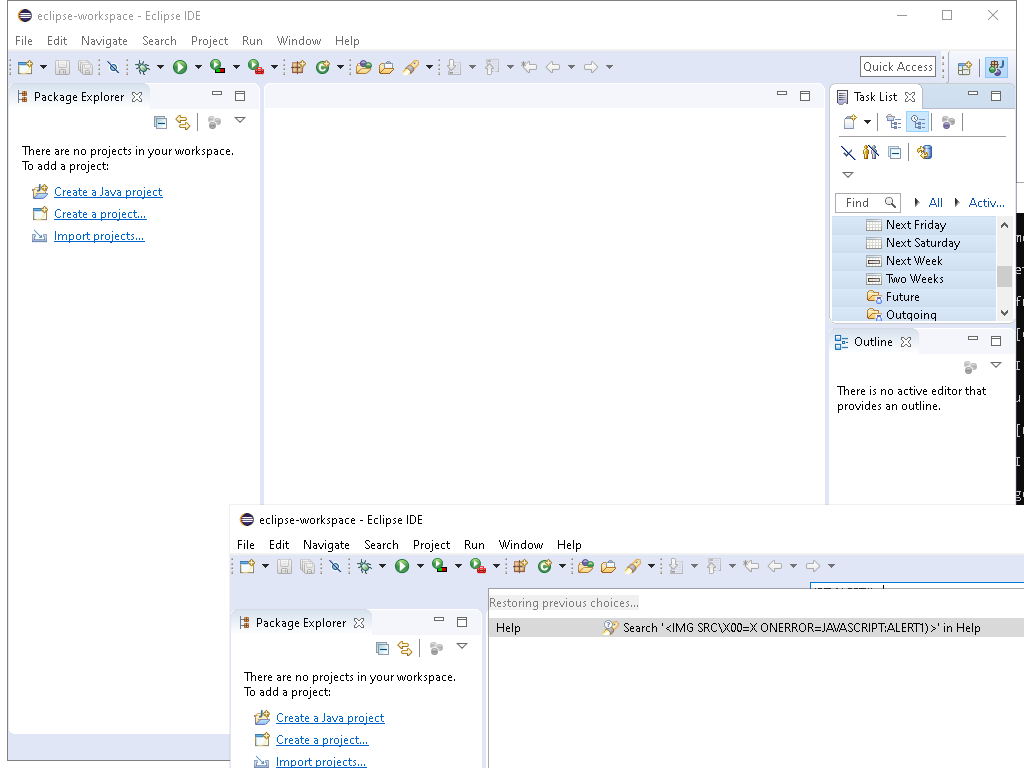 eclipse-workspace - Eclipse IDE
File Edit Navigate Search Project Run Window Help
Quick Access
Package Explorer
There are no projects in your workspace.
To add a project:
Create a Java project
Create a project...
Import projects...
Task List
Find All Activ...
Next Friday
Next Saturday
Next Week
Two Weeks
Future
Outgoing
Outline
There is no active editor that
provides an outline.
eclipse-workspace - Eclipse IDE
File Edit Navigate Search Project Run Window Help
Restoring previous choices...
Help Search '<IMG SRC\X00=X ONERROR=JAVASCRIPT:ALERT1)>' in Help
Package Explorer
There are no projects in your workspace.
To add a project:
Create a Java project
Create a project...
Import projects...